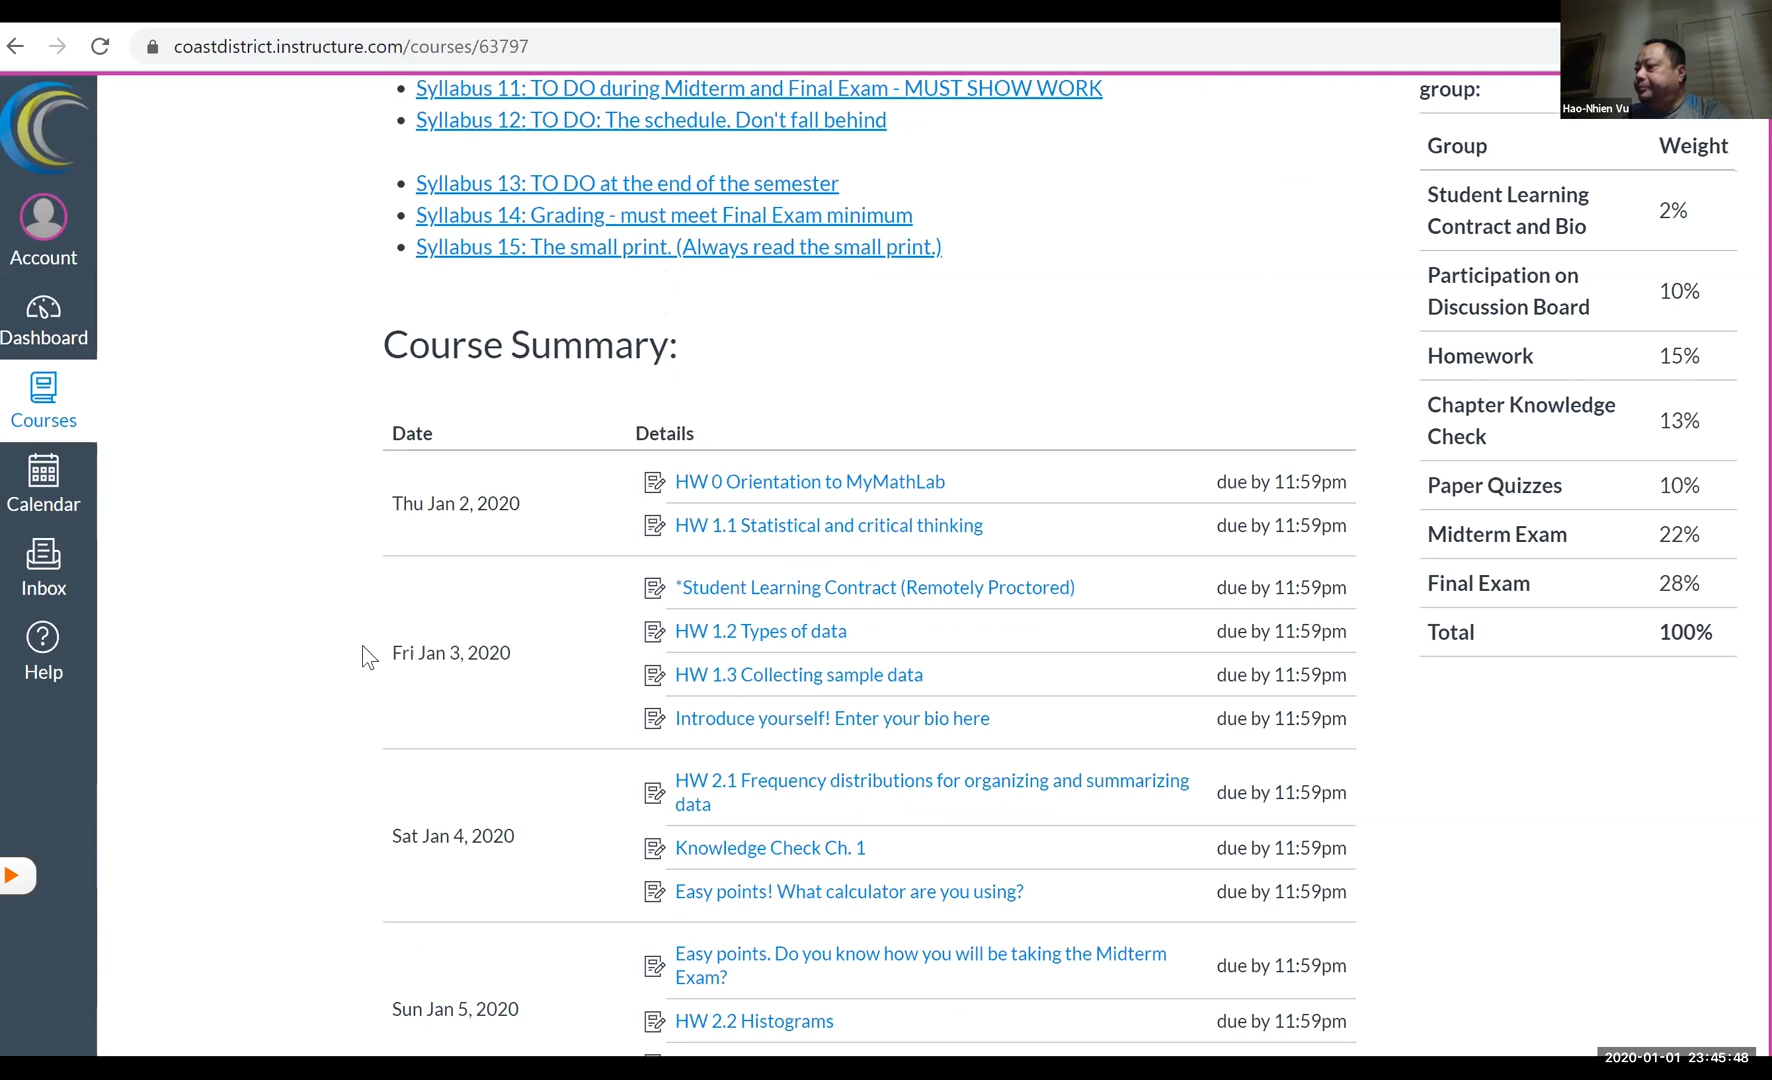 coastdistrict.instructure.com/courses/63797
Hao-Nhien Vu
Account
Dashboard
Courses
Calendar
Inbox
Help
Syllabus 11: TO DO during Midterm and Final Exam - MUST SHOW WORK
Syllabus 12: TO DO: The schedule. Don't fall behind
Syllabus 13: TO DO at the end of the semester
Syllabus 14: Grading - must meet Final Exam minimum
Syllabus 15: The small print. (Always read the small print.)
Course Summary:
Date Details
Thu Jan 2, 2020
HW 0 Orientation to MyMathLab due by 11:59pm
HW 1.1 Statistical and critical thinking due by 11:59pm
Fri Jan 3, 2020
*Student Learning Contract (Remotely Proctored) due by 11:59pm
HW 1.2 Types of data due by 11:59pm
HW 1.3 Collecting sample data due by 11:59pm
Introduce yourself! Enter your bio here due by 11:59pm
Sat Jan 4, 2020
HW 2.1 Frequency distributions for organizing and summarizing
data due by 11:59pm
Knowledge Check Ch. 1 due by 11:59pm
Easy points! What calculator are you using? due by 11:59pm
Sun Jan 5, 2020
Easy points. Do you know how you will be taking the Midterm
Exam? due by 11:59pm
HW 2.2 Histograms due by 11:59pm
group:
Group Weight
Student Learning
Contract and Bio 2%
Participation on
Discussion Board 10%
Homework 15%
Chapter Knowledge
Check 13%
Paper Quizzes 10%
Midterm Exam 22%
Final Exam 28%
Total 100%
2020-01-01 23:45:48